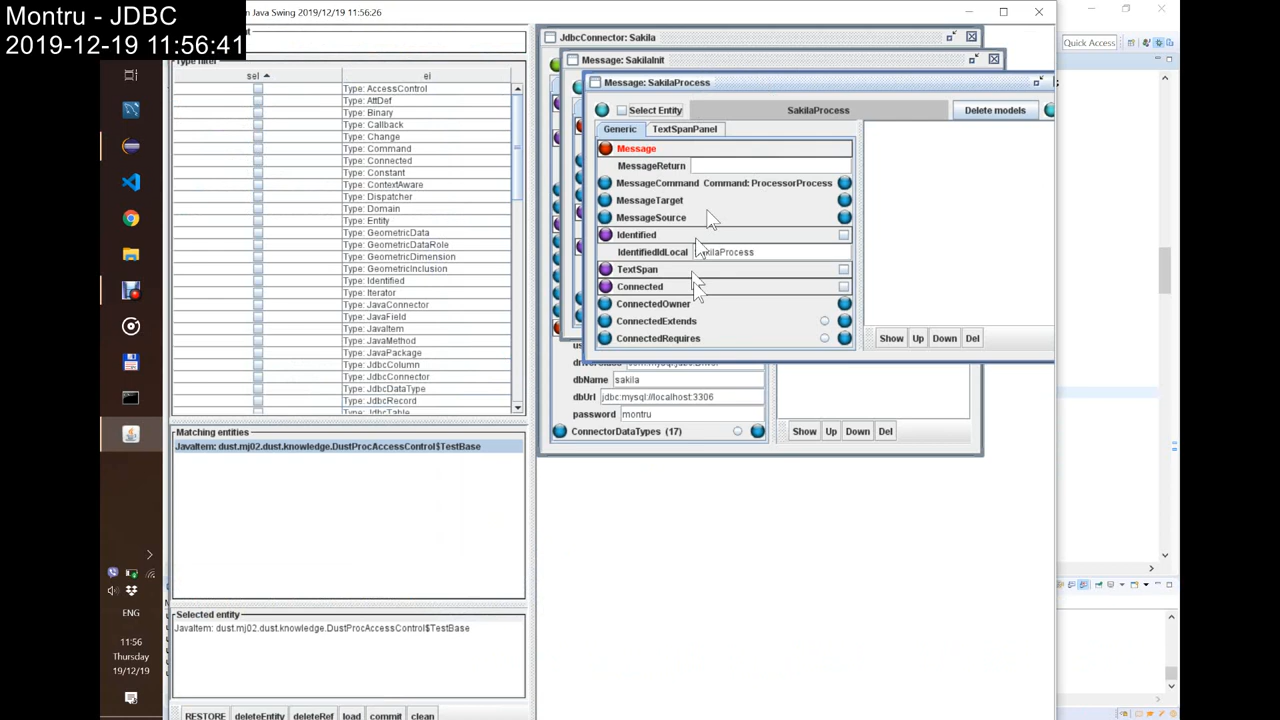 Montru - JDBC
2019-12-19 11:56:41
n Java Swing 2019/12/19 11:56:26
Quick Access
Type filter
sel
ei
Type: AccessControl
Type: AttDef
Type: Binary
Type: Callback
Type: Change
Type: Command
Type: Connected
Type: Constant
Type: ContextAware
Type: Dispatcher
Type: Domain
Type: Entity
Type: GeometricData
Type: GeometricDataRole
Type: GeometricDimension
Type: GeometricInclusion
Type: Identified
Type: Iterator
Type: JavaConnector
Type: JavaField
Type: JavaItem
Type: JavaMethod
Type: JavaPackage
Type: JdbcColumn
Type: JdbcConnector
Type: JdbcDataType
Type: JdbcRecord
Type: JdbcTable
Matching entities
JavaItem: dust.mj02.dust.knowledge.DustProcAccessControl$TestBase
Selected entity
JavaItem: dust.mj02.dust.knowledge.DustProcAccessControl$TestBase
RESTORE deleteEntity deleteRef load commit clean
JdbcConnector: Sakila
Message: SakilaInit
Message: SakilaProcess
Select Entity
SakilaProcess
Delete models
Generic
TextSpanPanel
Message
MessageReturn
MessageCommand Command: ProcessorProcess
MessageTarget
MessageSource
Identified
IdentifiedIdLocal
TextSpan
Connected
ConnectedOwner
ConnectedExtends
ConnectedRequires
Show Up Down Del
dbName sakila
dbUrl jdbc:mysql://localhost:3306
password montru
ConnectorDataTypes (17)
Show Up Down Del
ENG
11:56
Thursday
19/12/19